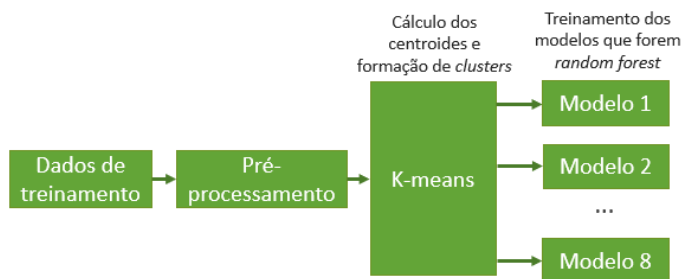 Cálculo dos
centroides e
formação de clusters
Treinamento dos
modelos que forem
random forest
Dados de
treinamento
Pré-
processamento
K-means
Modelo 1
Modelo 2
...
Modelo 8